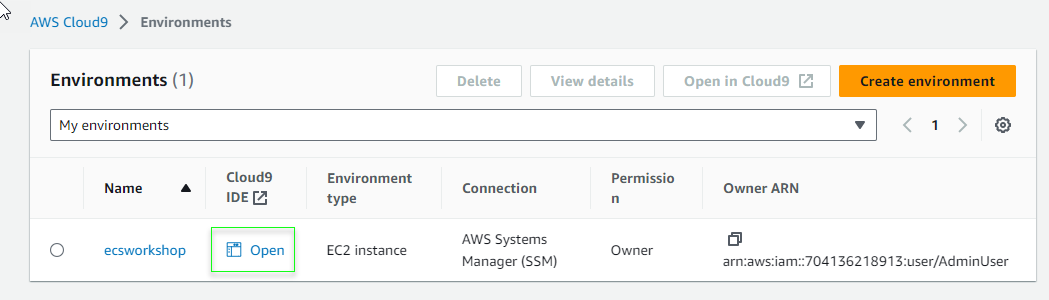 AWS Cloud9 > Environments
Environments (1)
Delete
View details
Open in Cloud9
Create environment
My environments
1
Name
Cloud9
IDE
Environment
type
Connection
Permissio
n
Owner ARN
ecsworkshop
Open
EC2 instance
AWS Systems
Manager (SSM)
Owner
arn:aws:iam::704136218913:user/AdminUser